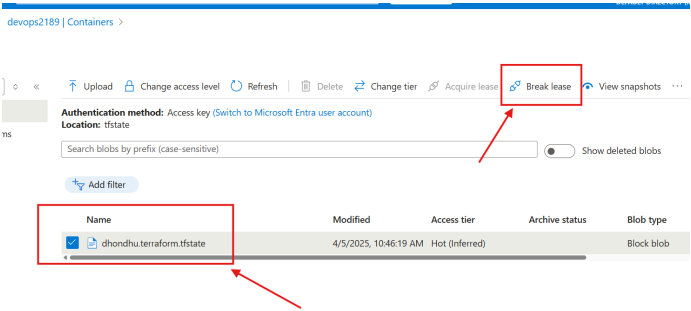 devops2189 | Containers >
Upload Change access level Refresh Delete Change tier Acquire lease Break lease View snapshots ...
Authentication method: Access key (Switch to Microsoft Entra user account)
Location: tfstate
ms
Search blobs by prefix (case-sensitive)
Show deleted blobs
Add filter
Name Modified Access tier Archive status Blob type
dhondhu.terraform.tfstate 4/5/2025, 10:46:19 AM Hot (Inferred) Block blob